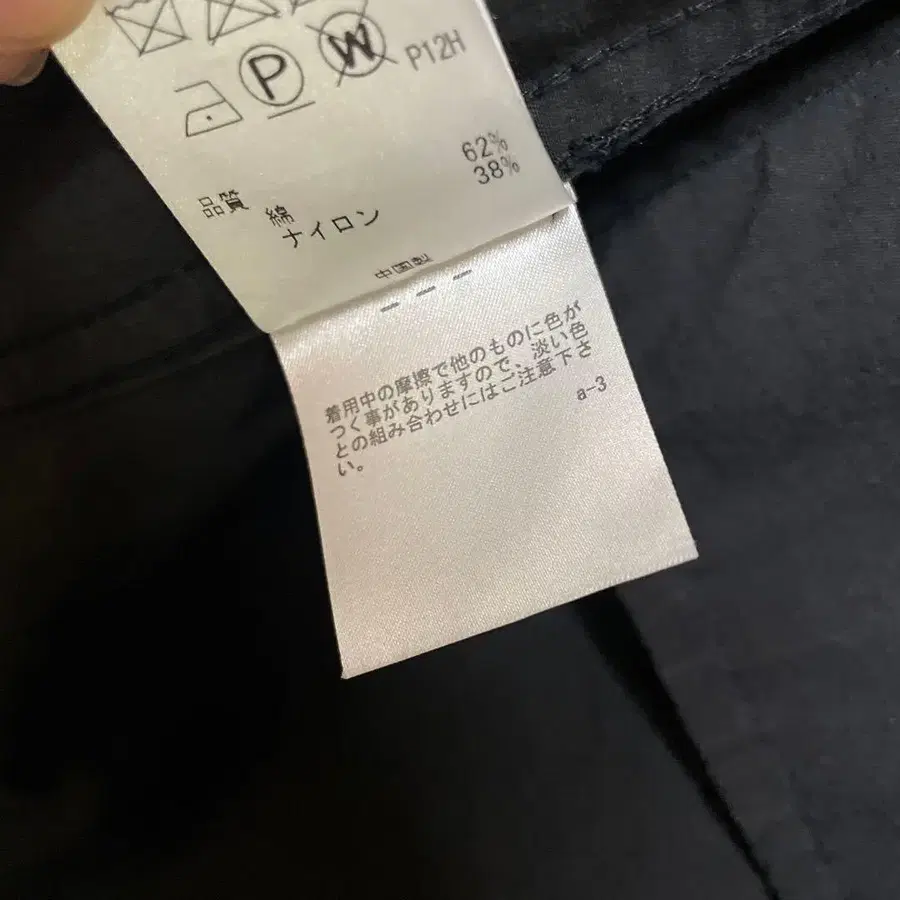 P W P12H
品質 綿 62%
ナイロン 38%
中国製
着用中の摩擦で他のものに色が
つく事がありますので、淡い色
との組み合わせにはご注意下さ
い。
a-3